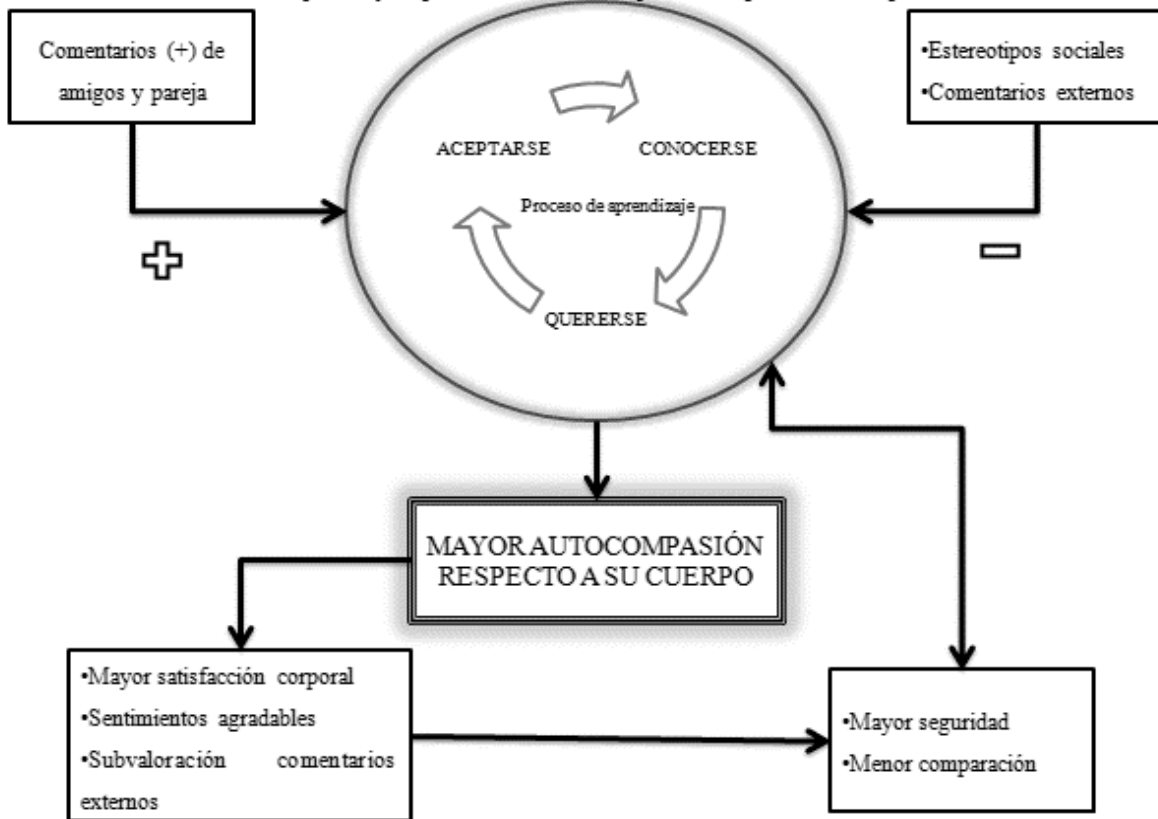 Comentarios (+) de
amigos y pareja
•Estereotipos sociales
•Comentarios externos
ACEPTARSE
CONOCERSE
Proceso de aprendizaje
QUERERSE
MAYOR AUTOCOMPASIÓN
RESPECTO A SU CUERPO
•Mayor satisfacción corporal
•Sentimientos agradables
•Subvaloración comentarios
externos
•Mayor seguridad
•Menor comparación